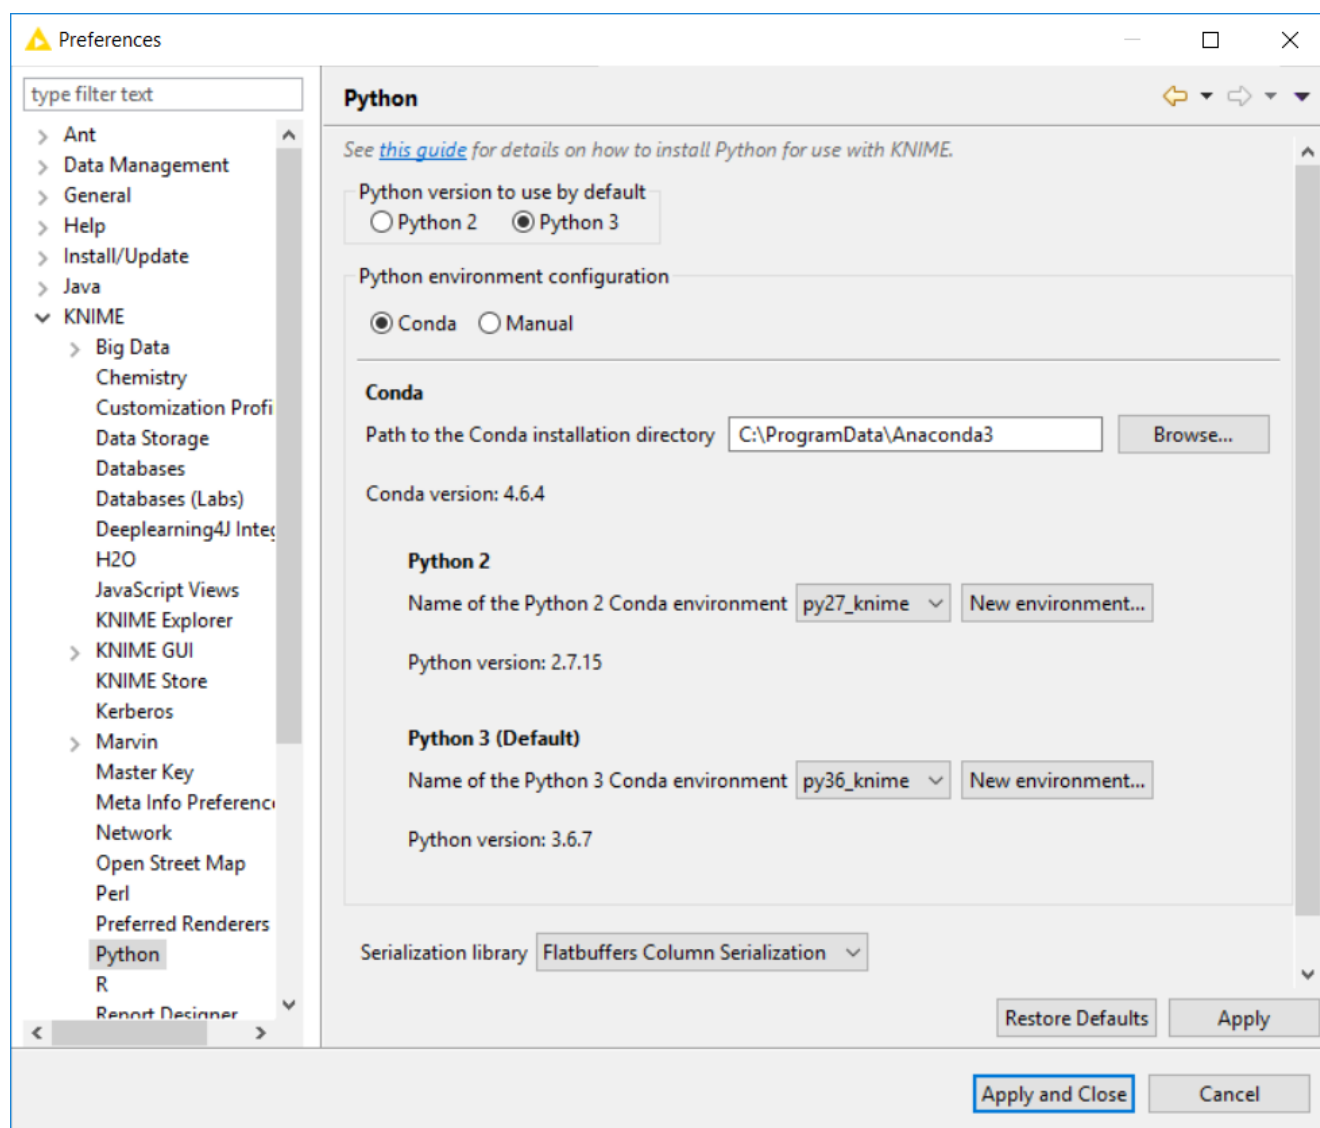 Preferences
type filter text
Ant
Data Management
General
Help
Install/Update
Java
KNIME
Big Data
Chemistry
Customization Profi
Data Storage
Databases
Databases (Labs)
Deeplearning4J Integ
H2O
JavaScript Views
KNIME Explorer
KNIME GUI
KNIME Store
Kerberos
Marvin
Master Key
Meta Info Preferenc
Network
Open Street Map
Perl
Preferred Renderers
Python
R
Report Designer
Python
See this guide for details on how to install Python for use with KNIME.
Python version to use by default
Python 2 Python 3
Python environment configuration
Conda Manual
Conda
Path to the Conda installation directory C:\ProgramData\Anaconda3 Browse...
Conda version: 4.6.4
Python 2
Name of the Python 2 Conda environment py27_knime New environment...
Python version: 2.7.15
Python 3 (Default)
Name of the Python 3 Conda environment py36_knime New environment...
Python version: 3.6.7
Serialization library Flatbuffers Column Serialization
Restore Defaults Apply
Apply and Close Cancel